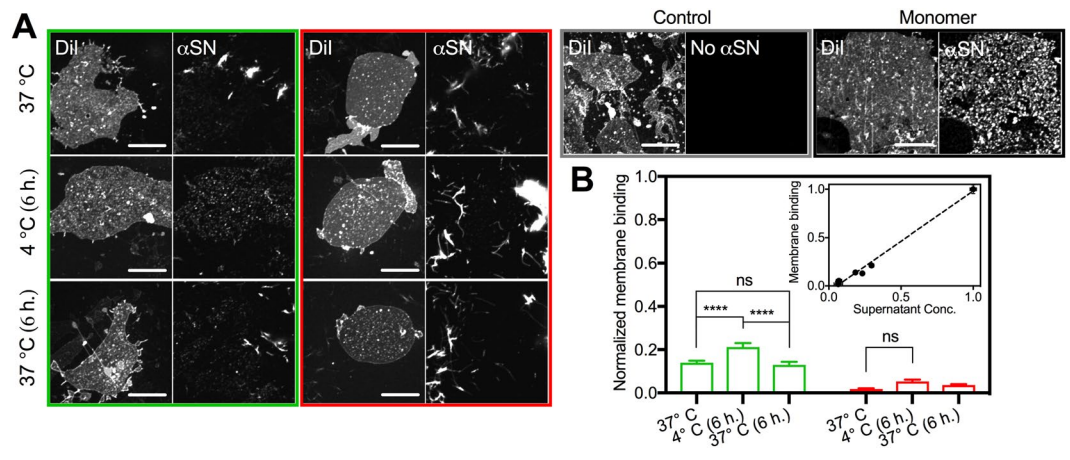 A
DiI
αSN
DiI
αSN
37 °C
4 °C (6 h.)
37 °C (6 h.)
Control
Monomer
DiI
No αSN
DiI
αSN
B
Normalized membrane binding
1.0
0.8
0.6
0.4
0.2
0.0
ns
****
****
ns
37° C
4° C (6 h.)
37° C (6 h.)
37° C
4° C (6 h.)
37° C (6 h.)
Membrane binding
1.0
0.5
0.0
0.0
0.5
1.0
Supernatant Conc.